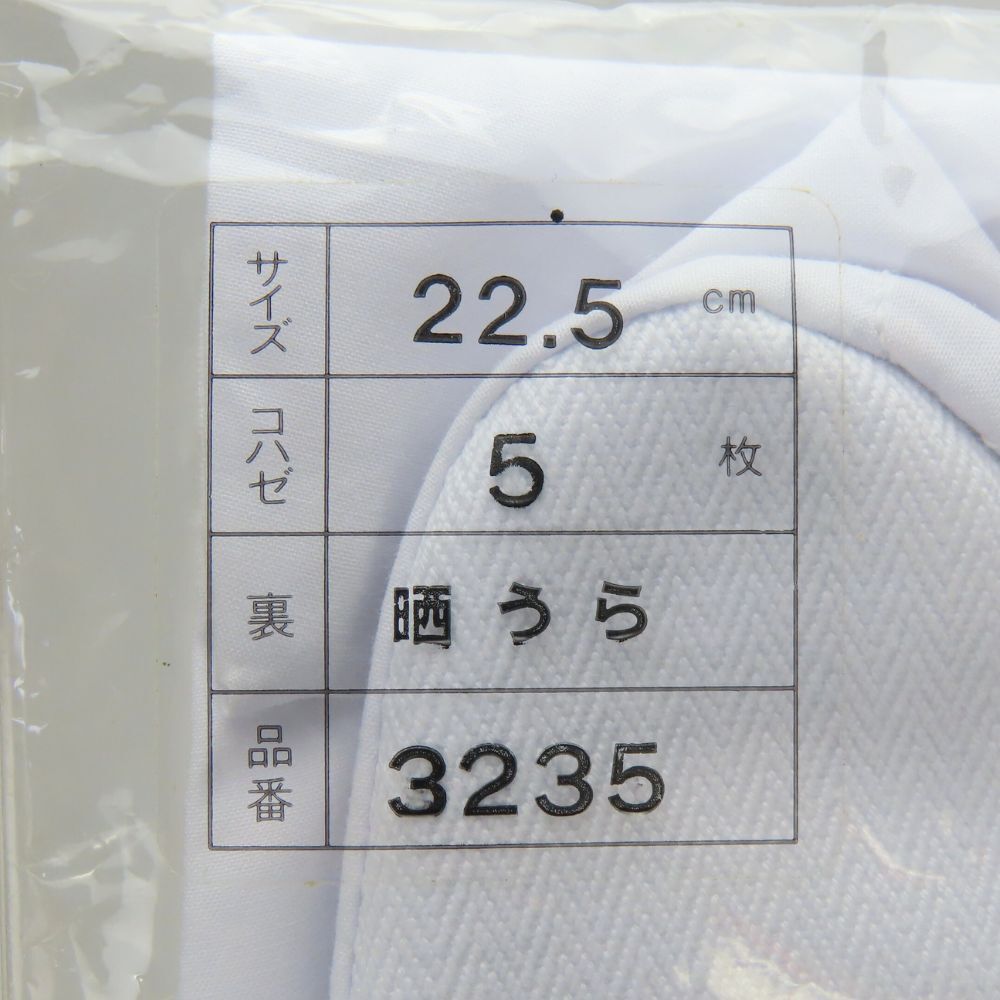 サイズ 22.5 cm
コハゼ 5 枚
裏 晒うら
品番 3235